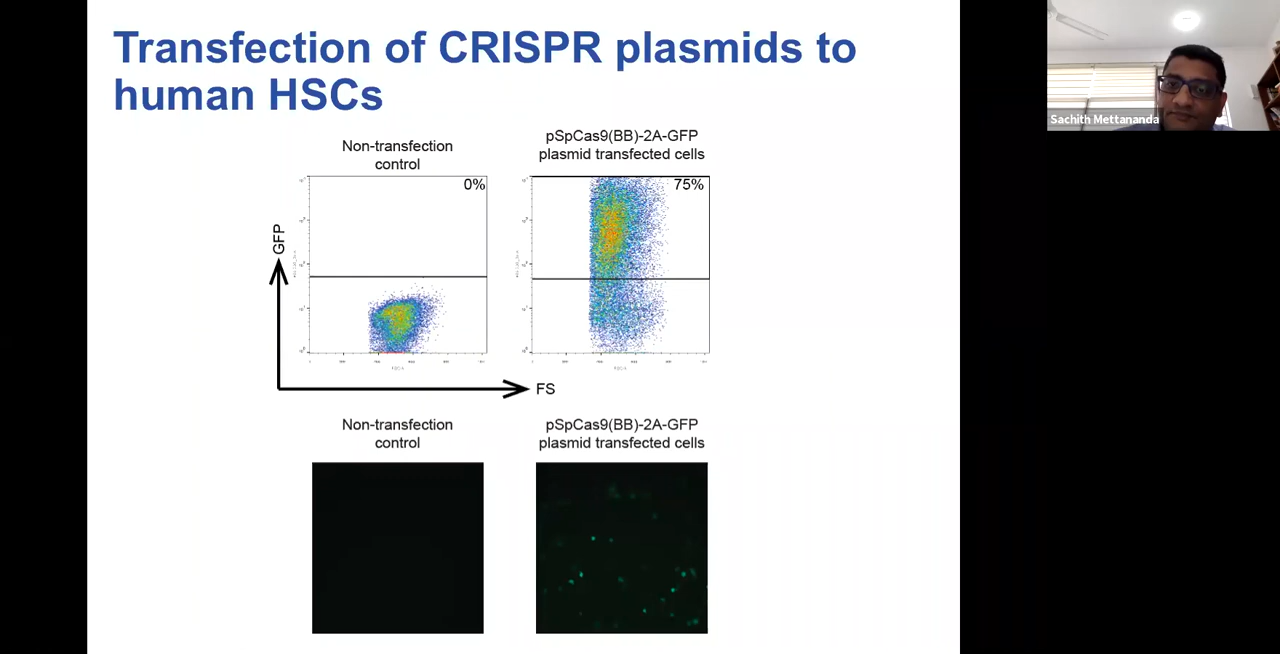 Transfection of CRISPR plasmids to
human HSCs
Sachith Mettananda
Non-transfection
control
pSpCas9(BB)-2A-GFP
plasmid transfected cells
0%
75%
GFP
FS
Non-transfection
control
pSpCas9(BB)-2A-GFP
plasmid transfected cells